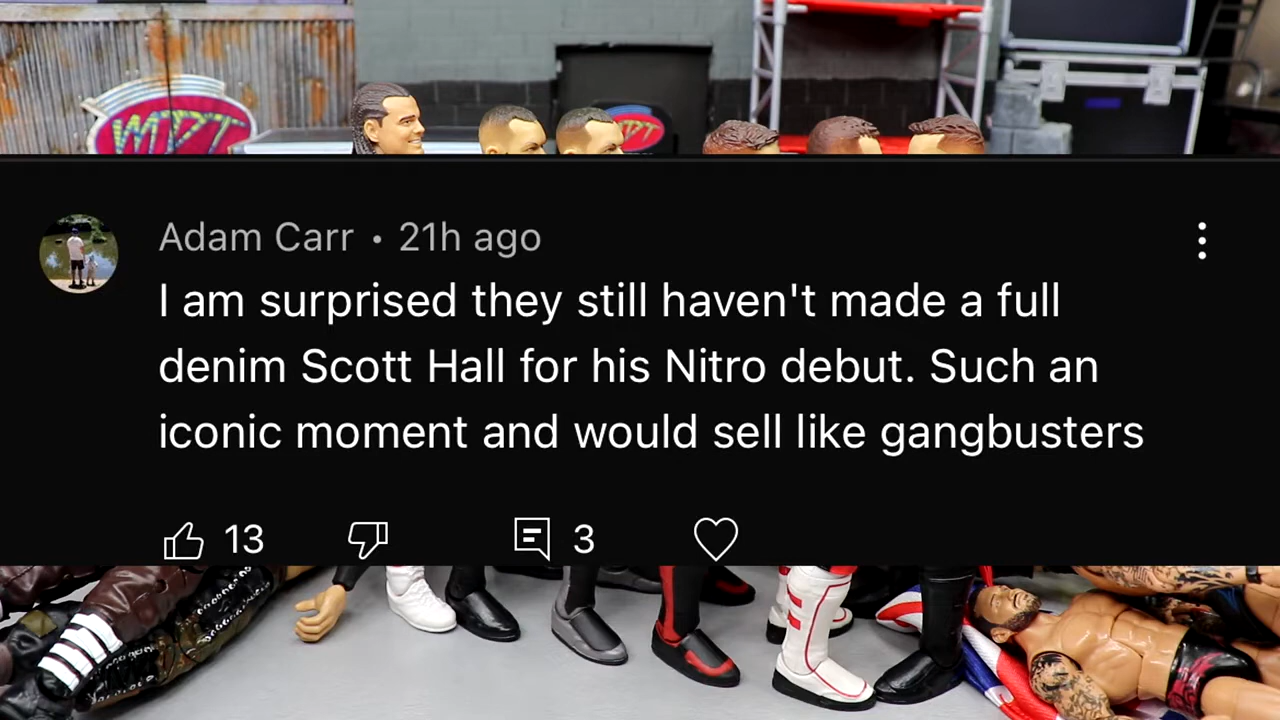 Adam Carr • 21h ago
I am surprised they still haven't made a full
denim Scott Hall for his Nitro debut. Such an
iconic moment and would sell like gangbusters
13
3